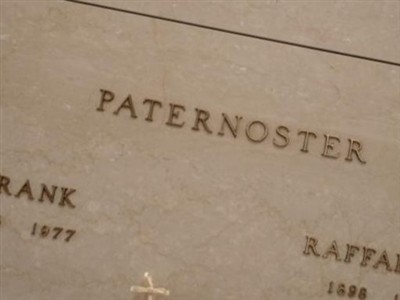 PATERNOSTER
RANK
1977
RAFFA
1898